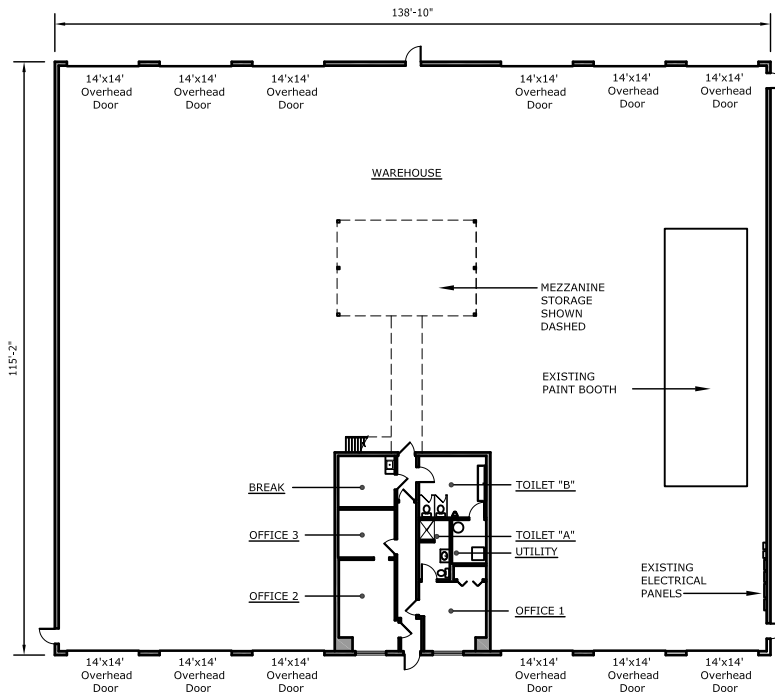 138'-10"
14'x14'
Overhead
Door
14'x14'
Overhead
Door
14'x14'
Overhead
Door
14'x14'
Overhead
Door
14'x14'
Overhead
Door
14'x14'
Overhead
Door
WAREHOUSE
MEZZANINE
STORAGE
SHOWN
DASHED
115'-2"
EXISTING
PAINT BOOTH
BREAK
TOILET "B"
OFFICE 3
TOILET "A"
UTILITY
EXISTING
ELECTRICAL
PANELS
OFFICE 2
OFFICE 1
14'x14'
Overhead
Door
14'x14'
Overhead
Door
14'x14'
Overhead
Door
14'x14'
Overhead
Door
14'x14'
Overhead
Door
14'x14'
Overhead
Door